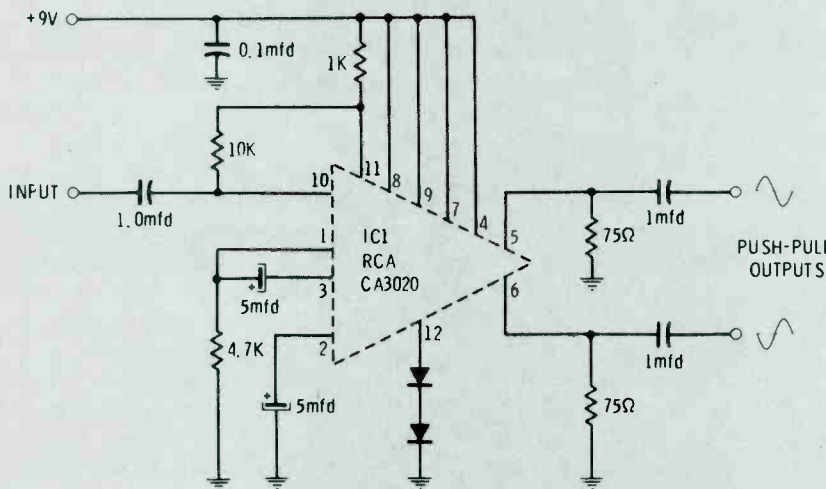 +9V
0.1mfd
1K
10K
INPUT
1.0mfd
10
11
8
9
7
4
1
3
2
12
5
6
IC1
RCA
CA3020
+
5mfd
4.7K
+
5mfd
75Ω
1mfd
PUSH-PULL
OUTPUTS
1mfd
75Ω